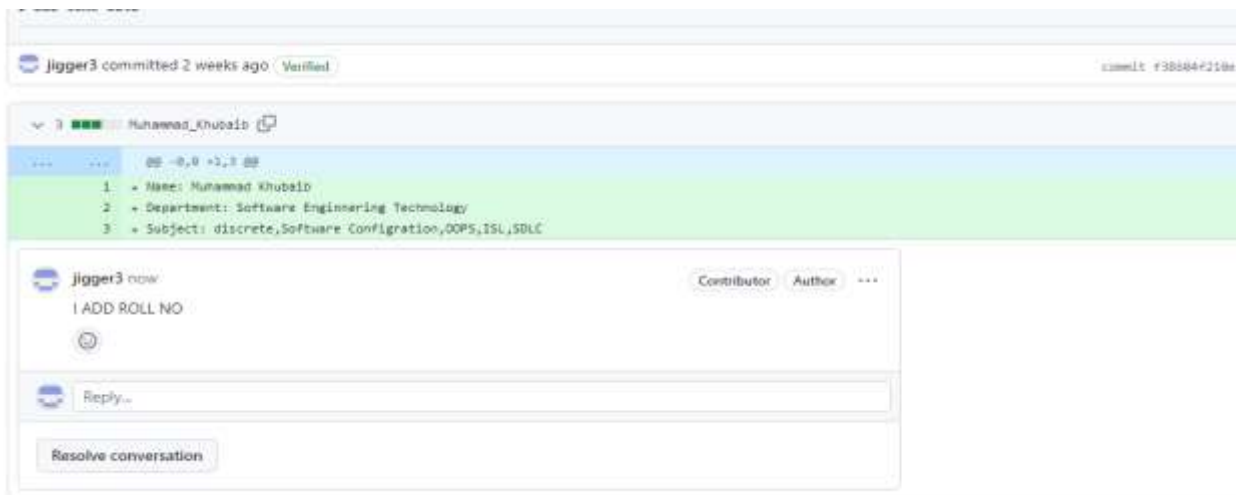 jigger3 committed 2 weeks ago Verified
3 Muhammad_Khubaib
... ... @@ -0,0 +1,3 @@
1 + Name: Muhammad Khubaib
2 + Department: Software Enginnering Technology
3 + Subject: discrete,Software Configration,OOPS,ISL,SDLC
jigger3 now Contributor Author ...
I ADD ROLL NO
Reply...
Resolve conversation